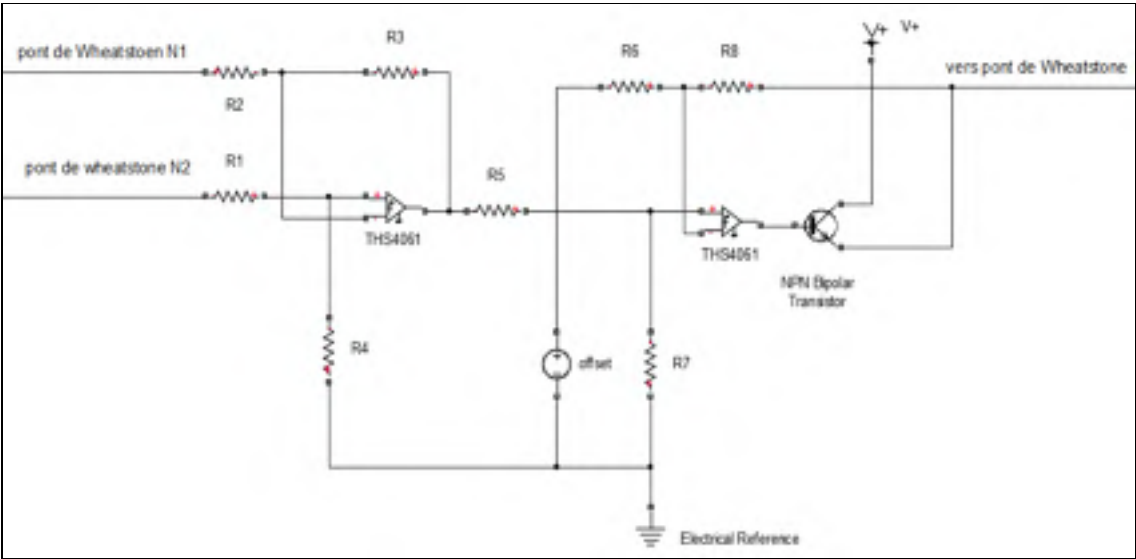 pont de Wheatstoen N1
R3
R6
R8
V+
V+
vers pont de Wheatstone
R2
pont de wheatstone N2
R1
R5
THS4061
THS4061
NPN Bipolar
Transistor
R4
offset
R7
Electrical Reference